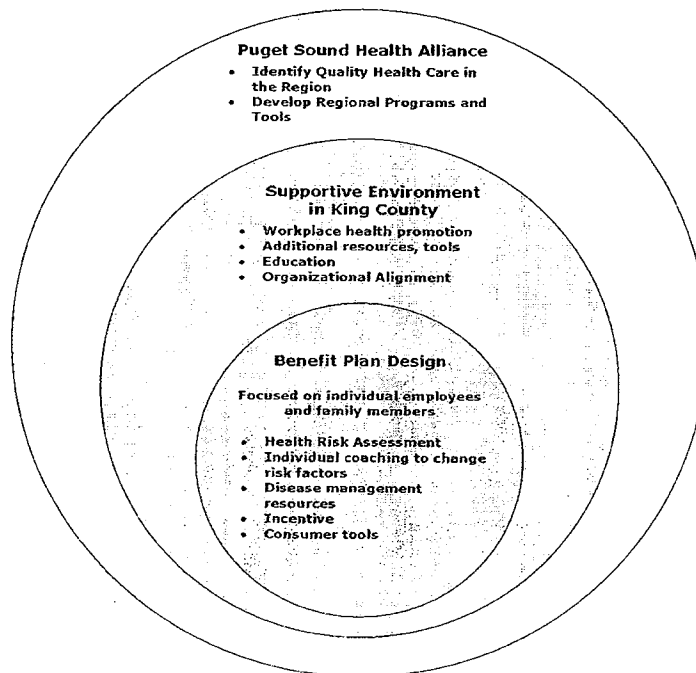 Puget Sound Health Alliance
• Identify Quality Health Care in
the Region
• Develop Regional Programs and
Tools
Supportive Environment
in King County
• Workplace health promotion
• Additional resources, tools
• Education
• Organizational Alignment
Benefit Plan Design
Focused on individual employees
and family members
• Health Risk Assessment
• Individual coaching to change
risk factors
• Disease management
resources
• Incentive
• Consumer tools